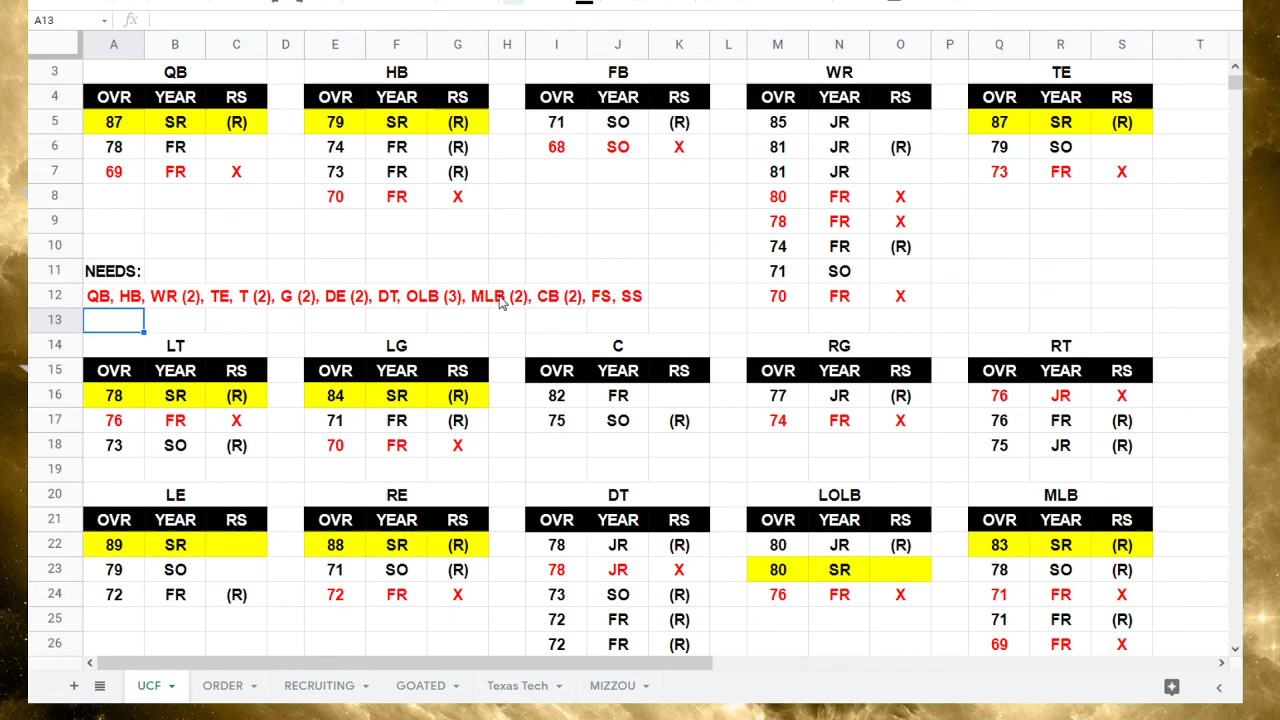 A13 fx
A B C D E F G H I J K L M N O P Q R S T
3 QB HB FB WR TE
4 OVR YEAR RS OVR YEAR RS OVR YEAR RS OVR YEAR RS OVR YEAR RS
5 87 SR (R) 79 SR (R) 71 SO (R) 85 JR 87 SR (R)
6 78 FR 74 FR (R) 68 SO X 81 JR (R) 79 SO
7 69 FR X 73 FR (R) 81 JR 73 FR X
8 70 FR X 80 FR X
9 78 FR X
10 74 FR (R)
11 NEEDS: 71 SO
12 QB, HB, WR (2), TE, T (2), G (2), DE (2), DT, OLB (3), MLB (2), CB (2), FS, SS 70 FR X
13
14 LT LG C RG RT
15 OVR YEAR RS OVR YEAR RS OVR YEAR RS OVR YEAR RS OVR YEAR RS
16 78 SR (R) 84 SR (R) 82 FR 77 JR (R) 76 JR X
17 76 FR X 71 FR (R) 75 SO (R) 74 FR X 76 FR (R)
18 73 SO (R) 70 FR X 75 JR (R)
19
20 LE RE DT LOLB MLB
21 OVR YEAR RS OVR YEAR RS OVR YEAR RS OVR YEAR RS OVR YEAR RS
22 89 SR 88 SR (R) 78 JR (R) 80 JR (R) 83 SR (R)
23 79 SO 71 SO (R) 78 JR X 80 SR 78 SO (R)
24 72 FR (R) 72 FR X 73 SO (R) 76 FR X 71 FR X
25 72 FR (R) 71 FR (R)
26 72 FR (R) 69 FR X
UCF ORDER RECRUITING GOATED Texas Tech MIZZOU